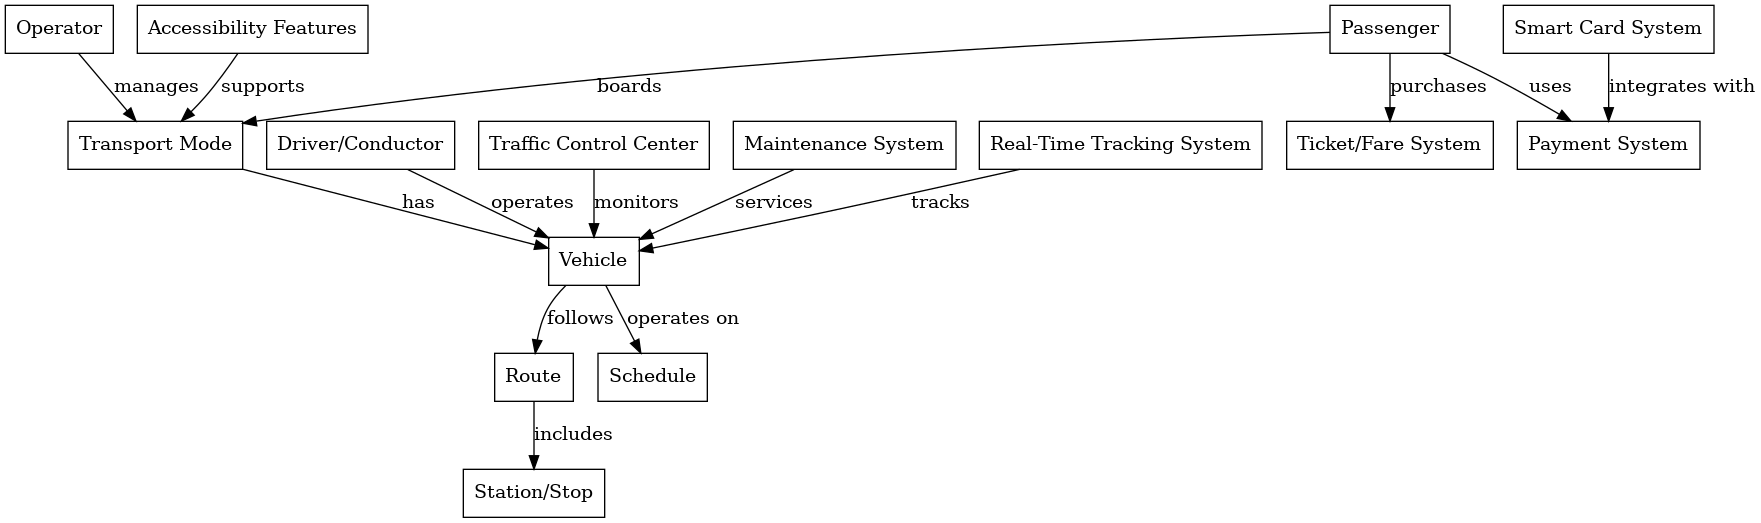 Operator
Accessibility Features
Passenger
Smart Card System
manages
supports
boards
purchases
uses
integrates with
Transport Mode
Driver/Conductor
Traffic Control Center
Maintenance System
Real-Time Tracking System
Ticket/Fare System
Payment System
has
operates
monitors
services
tracks
Vehicle
follows
operates on
Route
Schedule
includes
Station/Stop